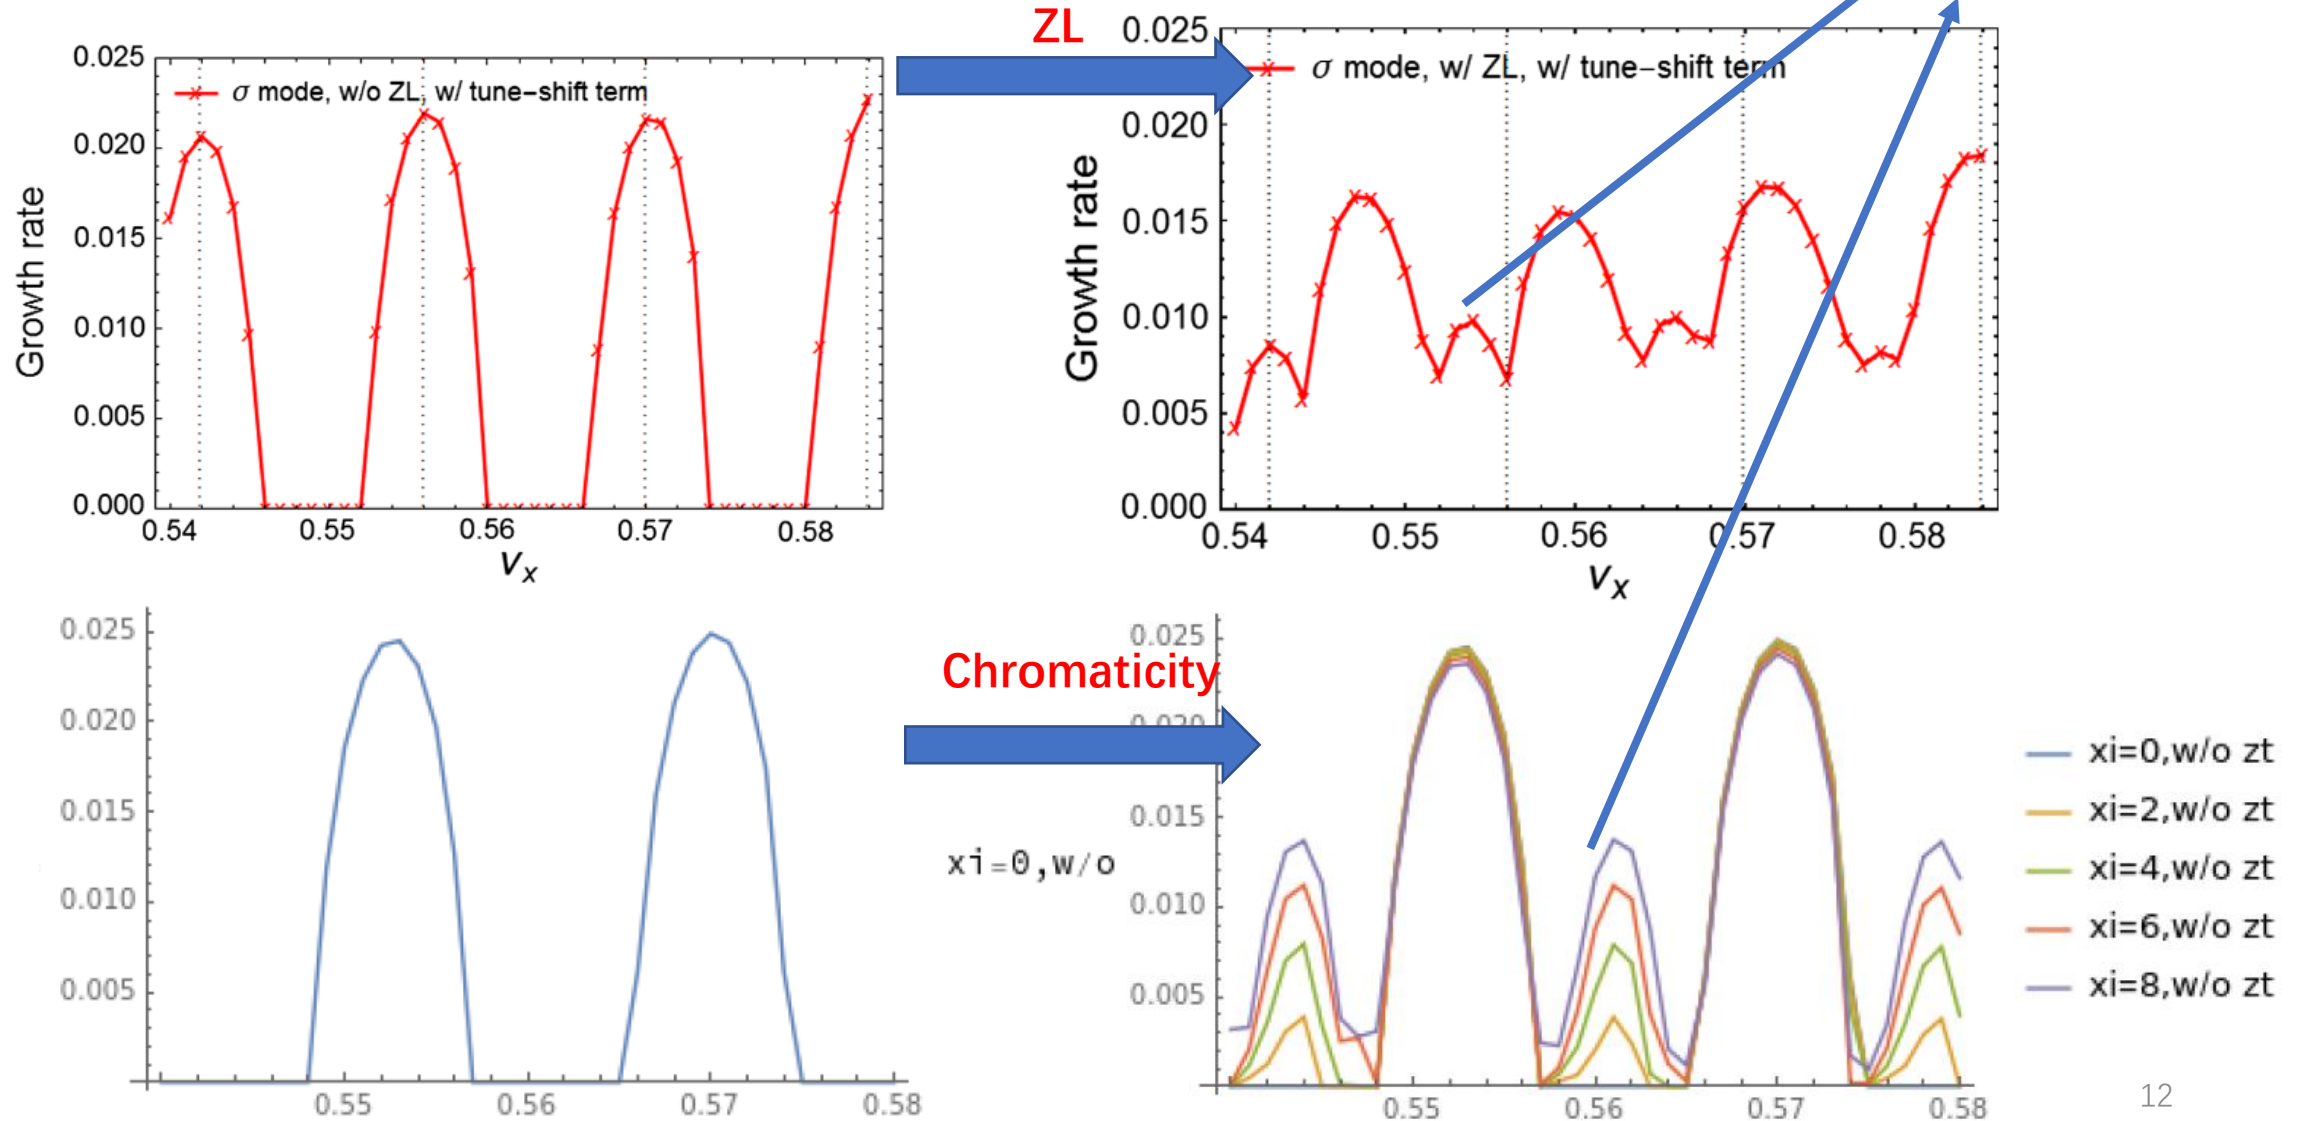 ZL
0.025
σ mode, w/o ZL, w/ tune−shift term
0.020
0.015
0.010
0.005
0.000
Growth rate
0.54 0.55 0.56 0.57 0.58
νx
0.025
σ mode, w/ ZL, w/ tune−shift term
0.020
0.015
0.010
0.005
0.000
Growth rate
0.54 0.55 0.56 0.57 0.58
νx
0.025
0.020
0.015
0.010
0.005
0.55 0.56 0.57 0.58
Chromaticity
xi=0,w/o
0.025
0.020
0.015
0.010
0.005
0.55 0.56 0.57 0.58
xi=0,w/o zt
xi=2,w/o zt
xi=4,w/o zt
xi=6,w/o zt
xi=8,w/o zt
12